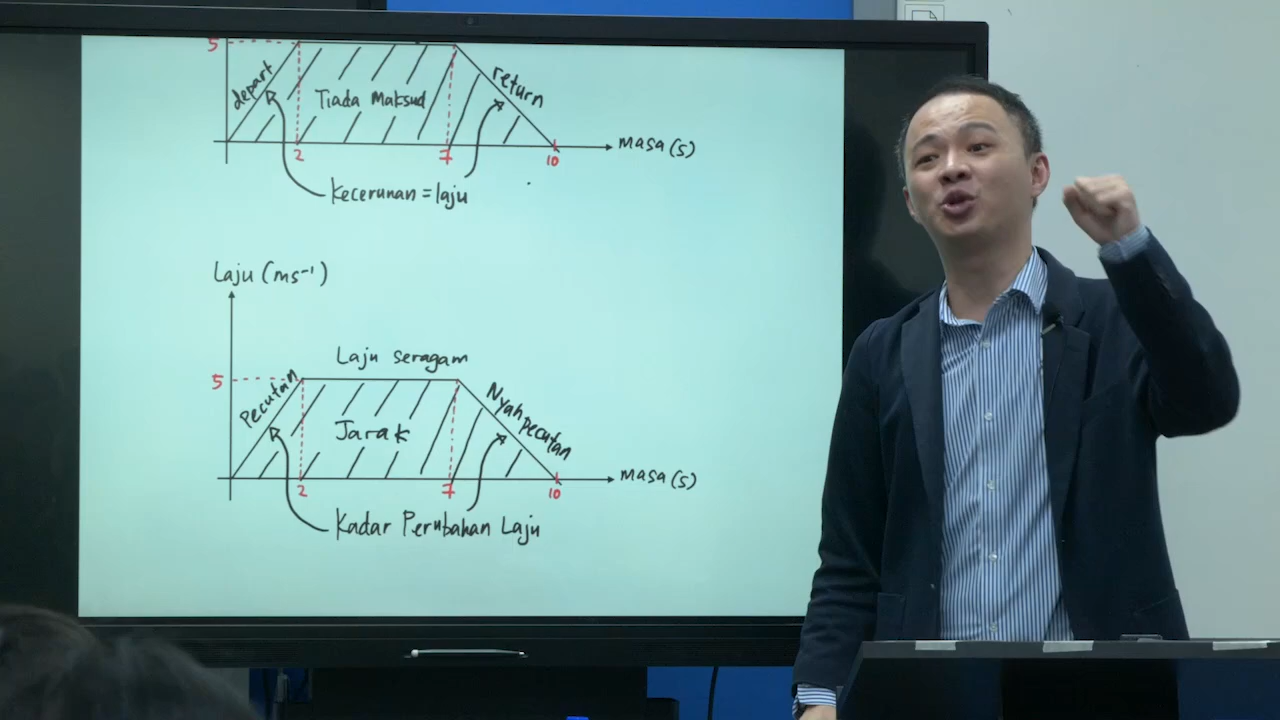 5
depart
Tiada Maksud
return
2
7
10
masa (s)
Kecerunan = laju
Laju (ms⁻¹)
Laju seragam
5
Pecutan
Nyahpecutan
Jarak
2
7
10
masa (s)
Kadar Perubahan Laju